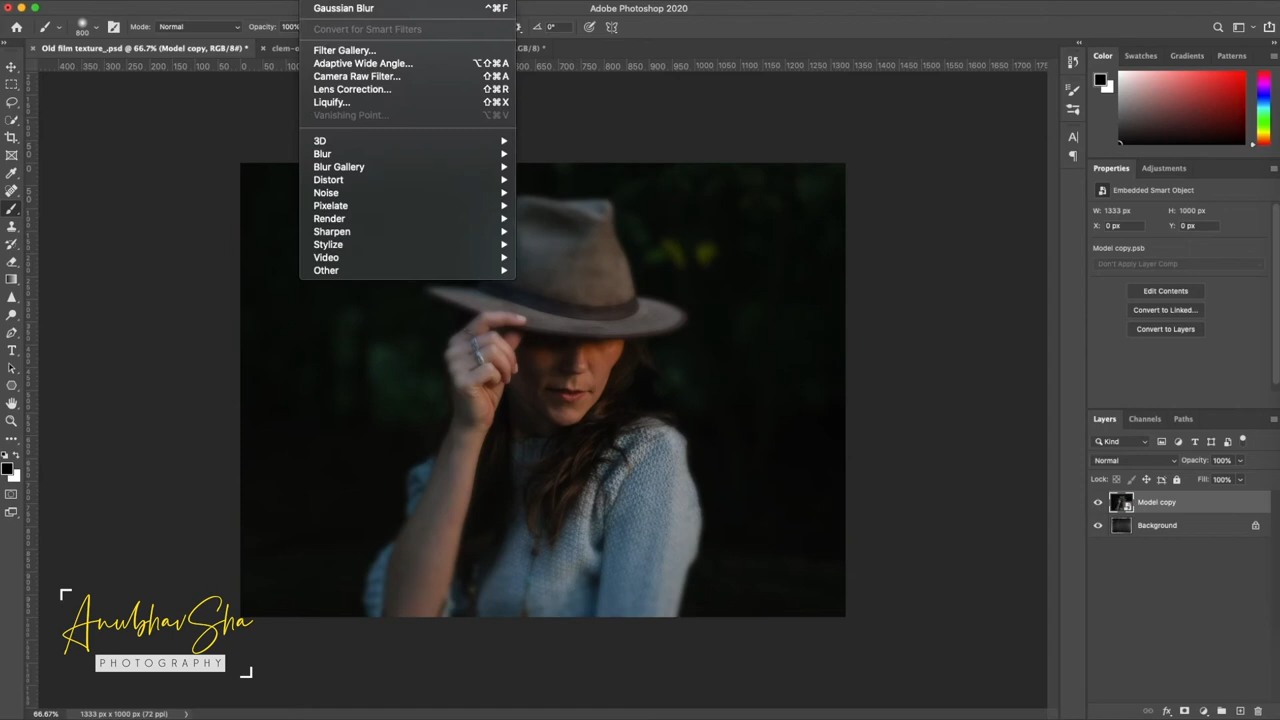 Adobe Photoshop 2020
Gaussian Blur ^⌘F
Mode: Normal Opacity: 100% 0°
800
Convert for Smart Filters
Old film texture_.psd @ 66.7% (Model copy, RGB/8#) *
Filter Gallery...
Adaptive Wide Angle... ⌥⇧⌘A
Camera Raw Filter... ⇧⌘A
Lens Correction... ⇧⌘R
Liquify... ⇧⌘X
Vanishing Point... ⌥⌘V
3D
Blur
Blur Gallery
Distort
Noise
Pixelate
Render
Sharpen
Stylize
Video
Other
Color Swatches Gradients Patterns
Properties Adjustments
Embedded Smart Object
W: 1333 px H: 1000 px
X: 0 px Y: 0 px
Model copy.psb
Don't Apply Layer Comp
Edit Contents
Convert to Linked...
Convert to Layers
Layers Channels Paths
Kind
Normal Opacity: 100%
Lock: Fill: 100%
Model copy
Background
AnubhavSha
PHOTOGRAPHY
66.67% 1333 px x 1000 px (72 ppi)